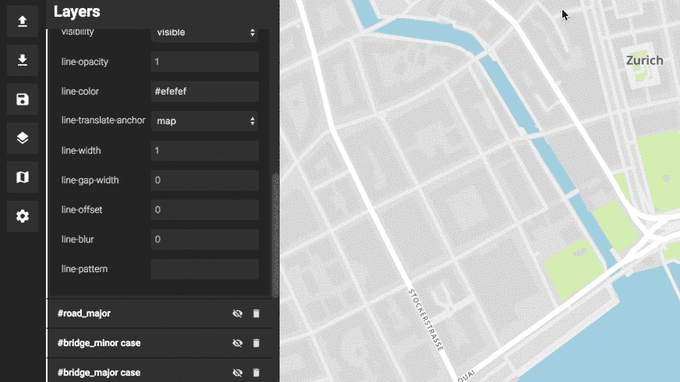 Layers
visibility visible
line-opacity 1
line-color #efefef
line-translate-anchor map
line-width 1
line-gap-width 0
line-offset 0
line-blur 0
line-pattern
#road_major
#bridge_minor case
#bridge_major case
Zurich
STOCKERSTRASSE
QUAI